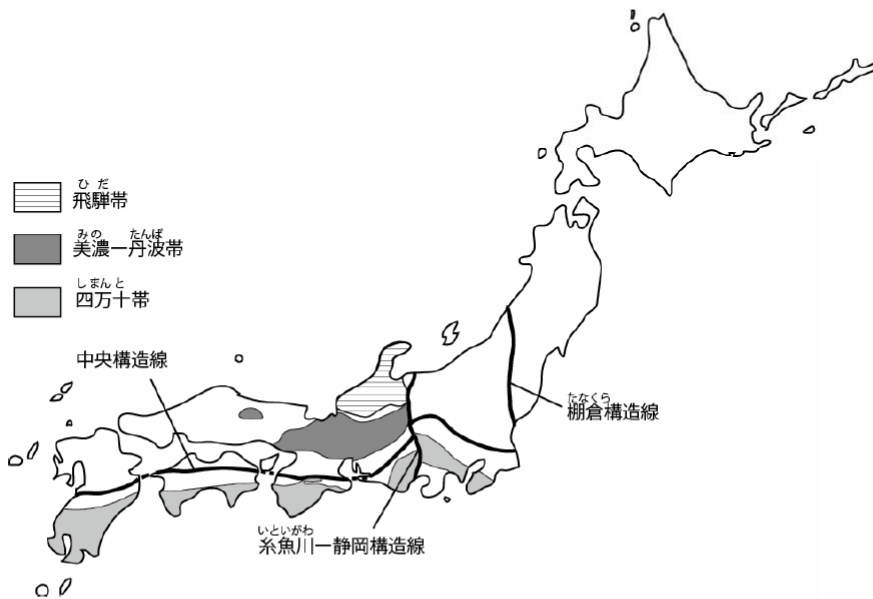 ひだ
飛騨帯
みの たんば
美濃ー丹波帯
しまんと
四万十帯
中央構造線
たなくら
棚倉構造線
いといがわ
糸魚川ー静岡構造線